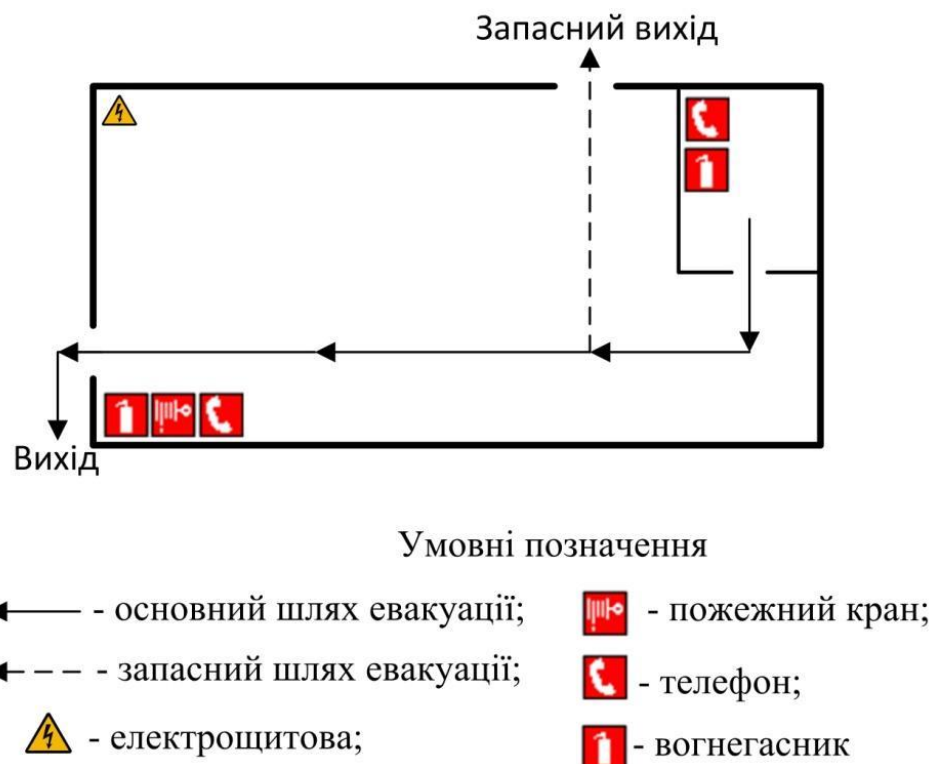 Запасний вихід
Вихід
Умовні позначення
- основний шлях евакуації;
- пожежний кран;
- запасний шлях евакуації;
- телефон;
- електрощитова;
- вогнегасник